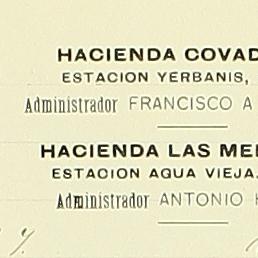 HACIENDA COVAD
ESTACION YERBANIS,
Administrador FRANCISCO A
HACIENDA LAS ME
ESTACION AGUA VIEJA.
Administrador ANTONIO